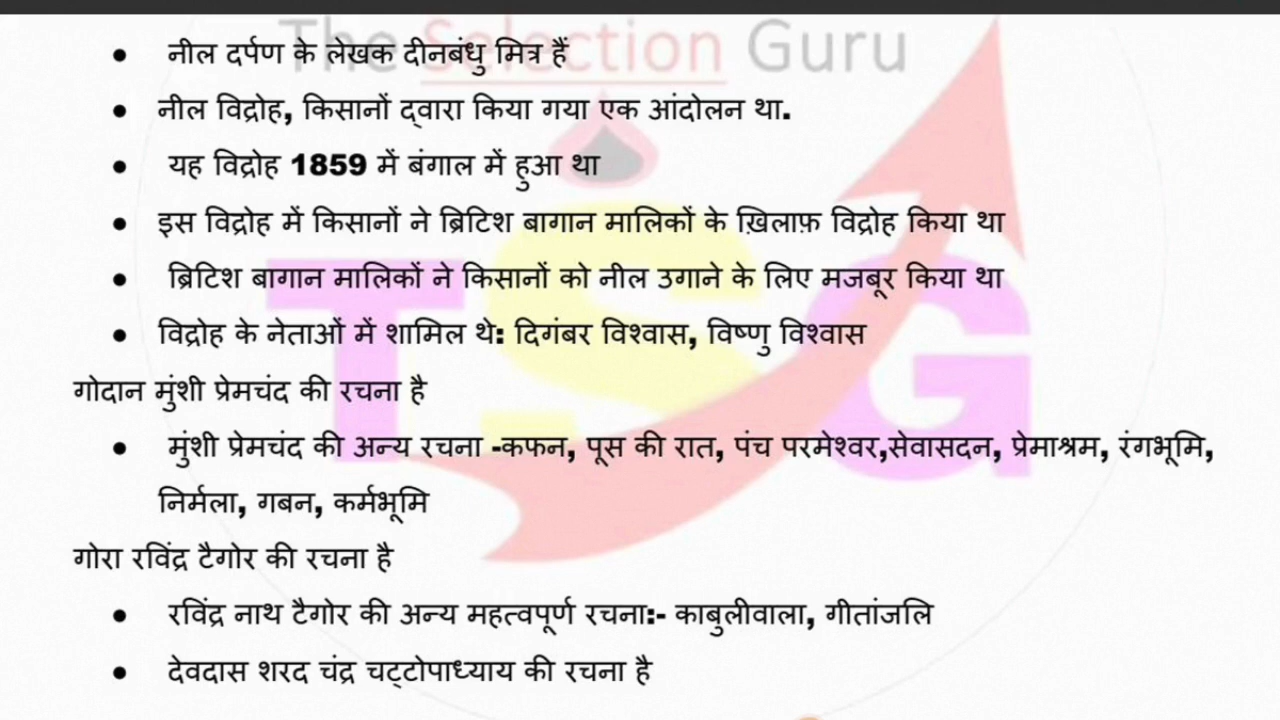 The Selection Guru
• नील दर्पण के लेखक दीनबंधु मित्र हैं
• नील विद्रोह, किसानों द्वारा किया गया एक आंदोलन था.
• यह विद्रोह 1859 में बंगाल में हुआ था
• इस विद्रोह में किसानों ने ब्रिटिश बागान मालिकों के ख़िलाफ़ विद्रोह किया था
• ब्रिटिश बागान मालिकों ने किसानों को नील उगाने के लिए मजबूर किया था
• विद्रोह के नेताओं में शामिल थे: दिगंबर विश्वास, विष्णु विश्वास
गोदान मुंशी प्रेमचंद की रचना है
• मुंशी प्रेमचंद की अन्य रचना -कफन, पूस की रात, पंच परमेश्वर,सेवासदन, प्रेमाश्रम, रंगभूमि,
निर्मला, गबन, कर्मभूमि
गोरा रविंद्र टैगोर की रचना है
• रविंद्र नाथ टैगोर की अन्य महत्वपूर्ण रचना:- काबुलीवाला, गीतांजलि
• देवदास शरद चंद्र चट्टोपाध्याय की रचना है
TSG